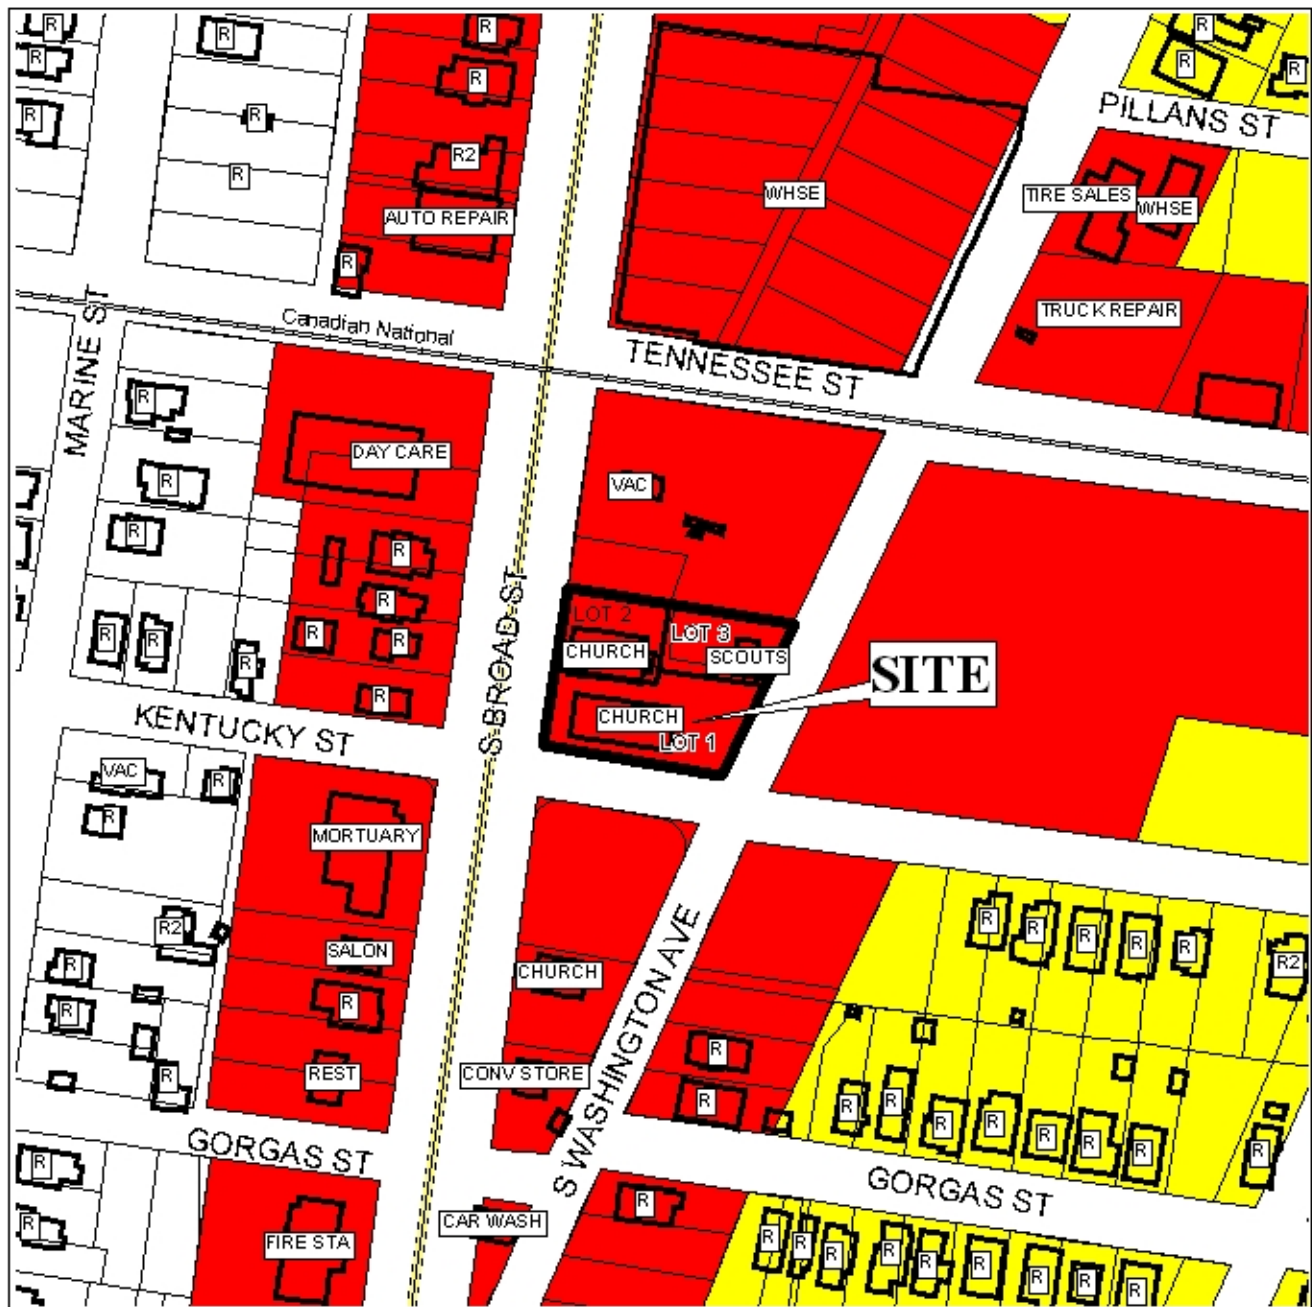 R
R
R
R
R
R
R
R
R
R
PILLANS ST
R
R
R
R2
WHSE
TIRE SALES
WHSE
AUTO REPAIR
R
MARINE ST
Canadian National
TRUCK REPAIR
TENNESSEE ST
R
DAY CARE
R
VAC
R
R
R
S BROAD ST
LOT 2
R
R
R
R
LOT 3
R
CHURCH
SCOUTS
SITE
R
KENTUCKY ST
CHURCH
LOT 1
VAC
R
R
MORTUARY
R2
SALON
R
R
R
R
R
R2
R
CHURCH
S WASHINGTON AVE
R
R
R
R
REST
CONV STORE
R
R
R
R
R
R
R
R
R
R
GORGAS ST
R
GORGAS ST
R
R
FIRE STA
CAR WASH
R
R
R
R
R
R
R
R
R
R